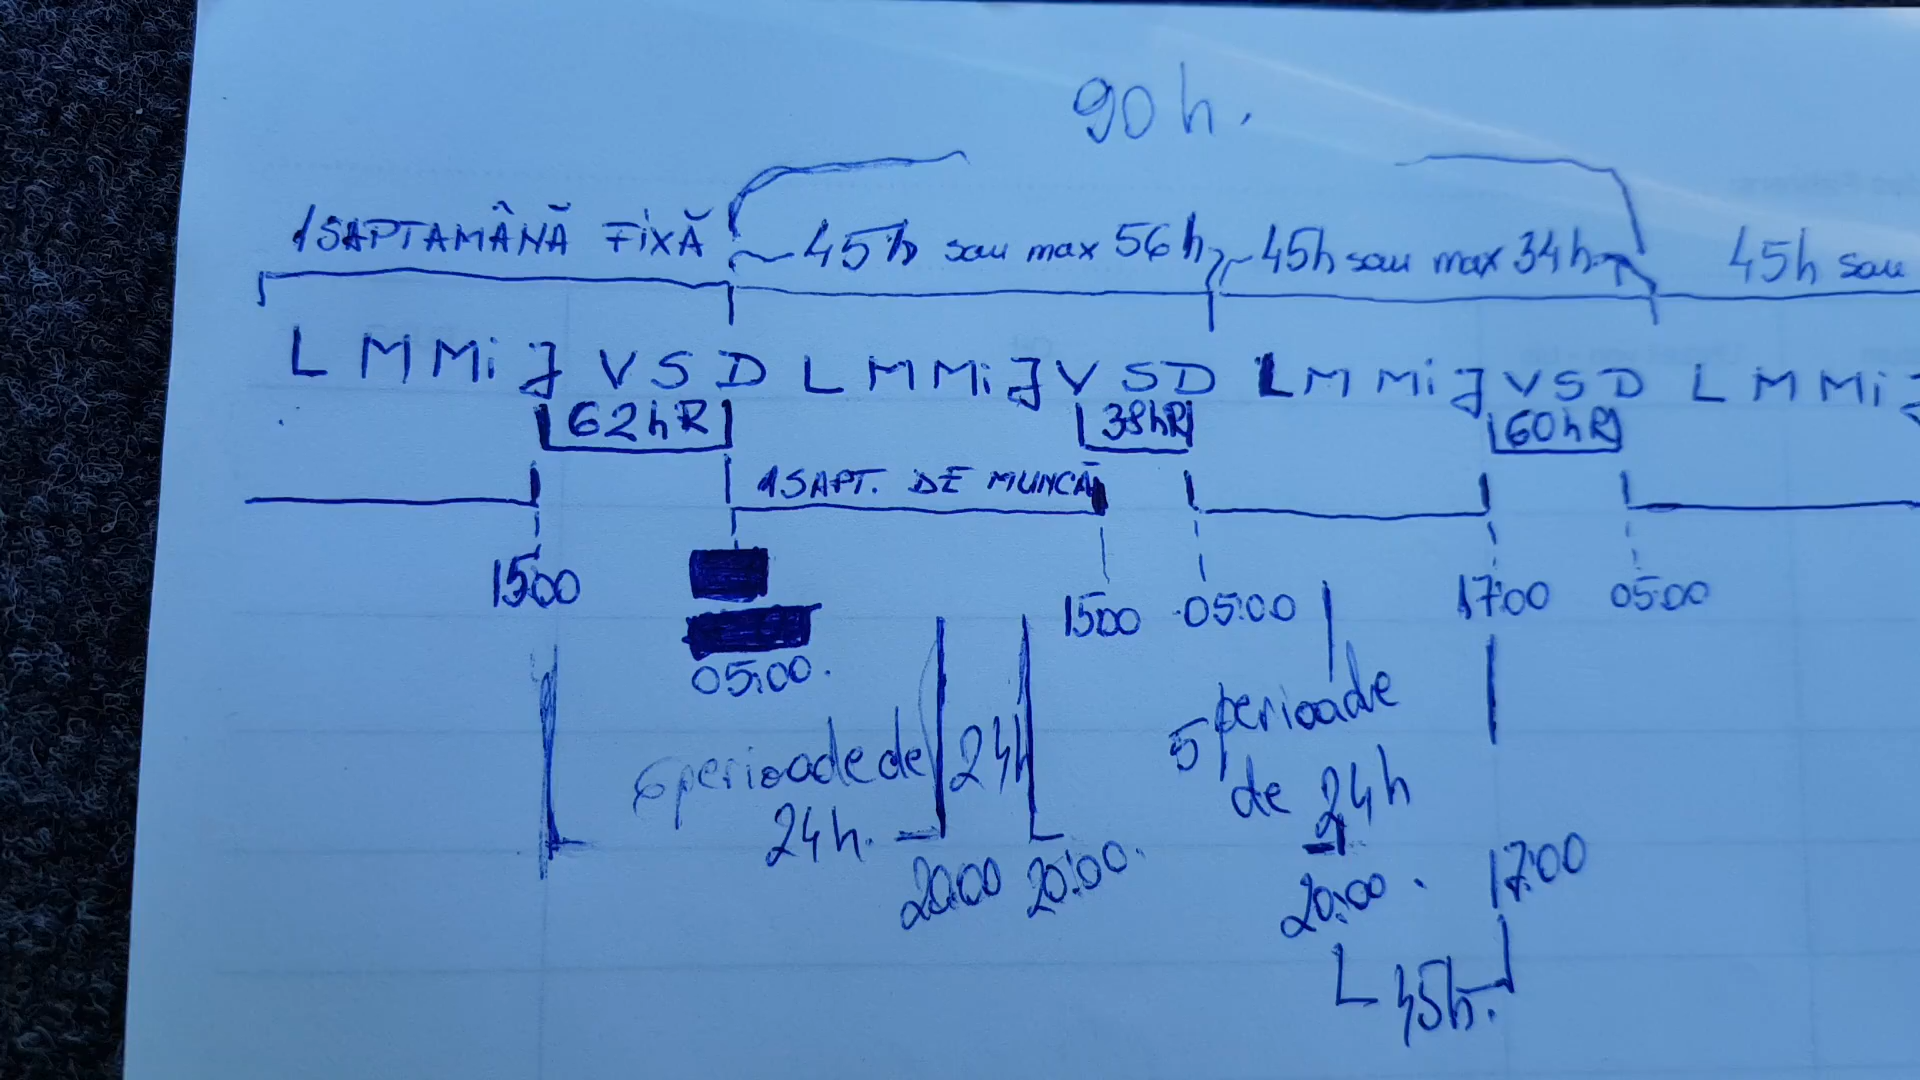 90 h.
1 SAPTAMÂNĂ FIXĂ 45h sau max 56h 45h sau max 34h 45h sau
L M Mi J V S D L M Mi J V S D L M Mi J V S D L M Mi J
62hR 38hR 60hR
1 SAPT. DE MUNCĂ
15:00 05:00. 15:00 05:00 17:00 05:00
6 perioade de 24h. 24h 5 perioade de 24h
20:00 20:00. 20:00. 17:00
45h.